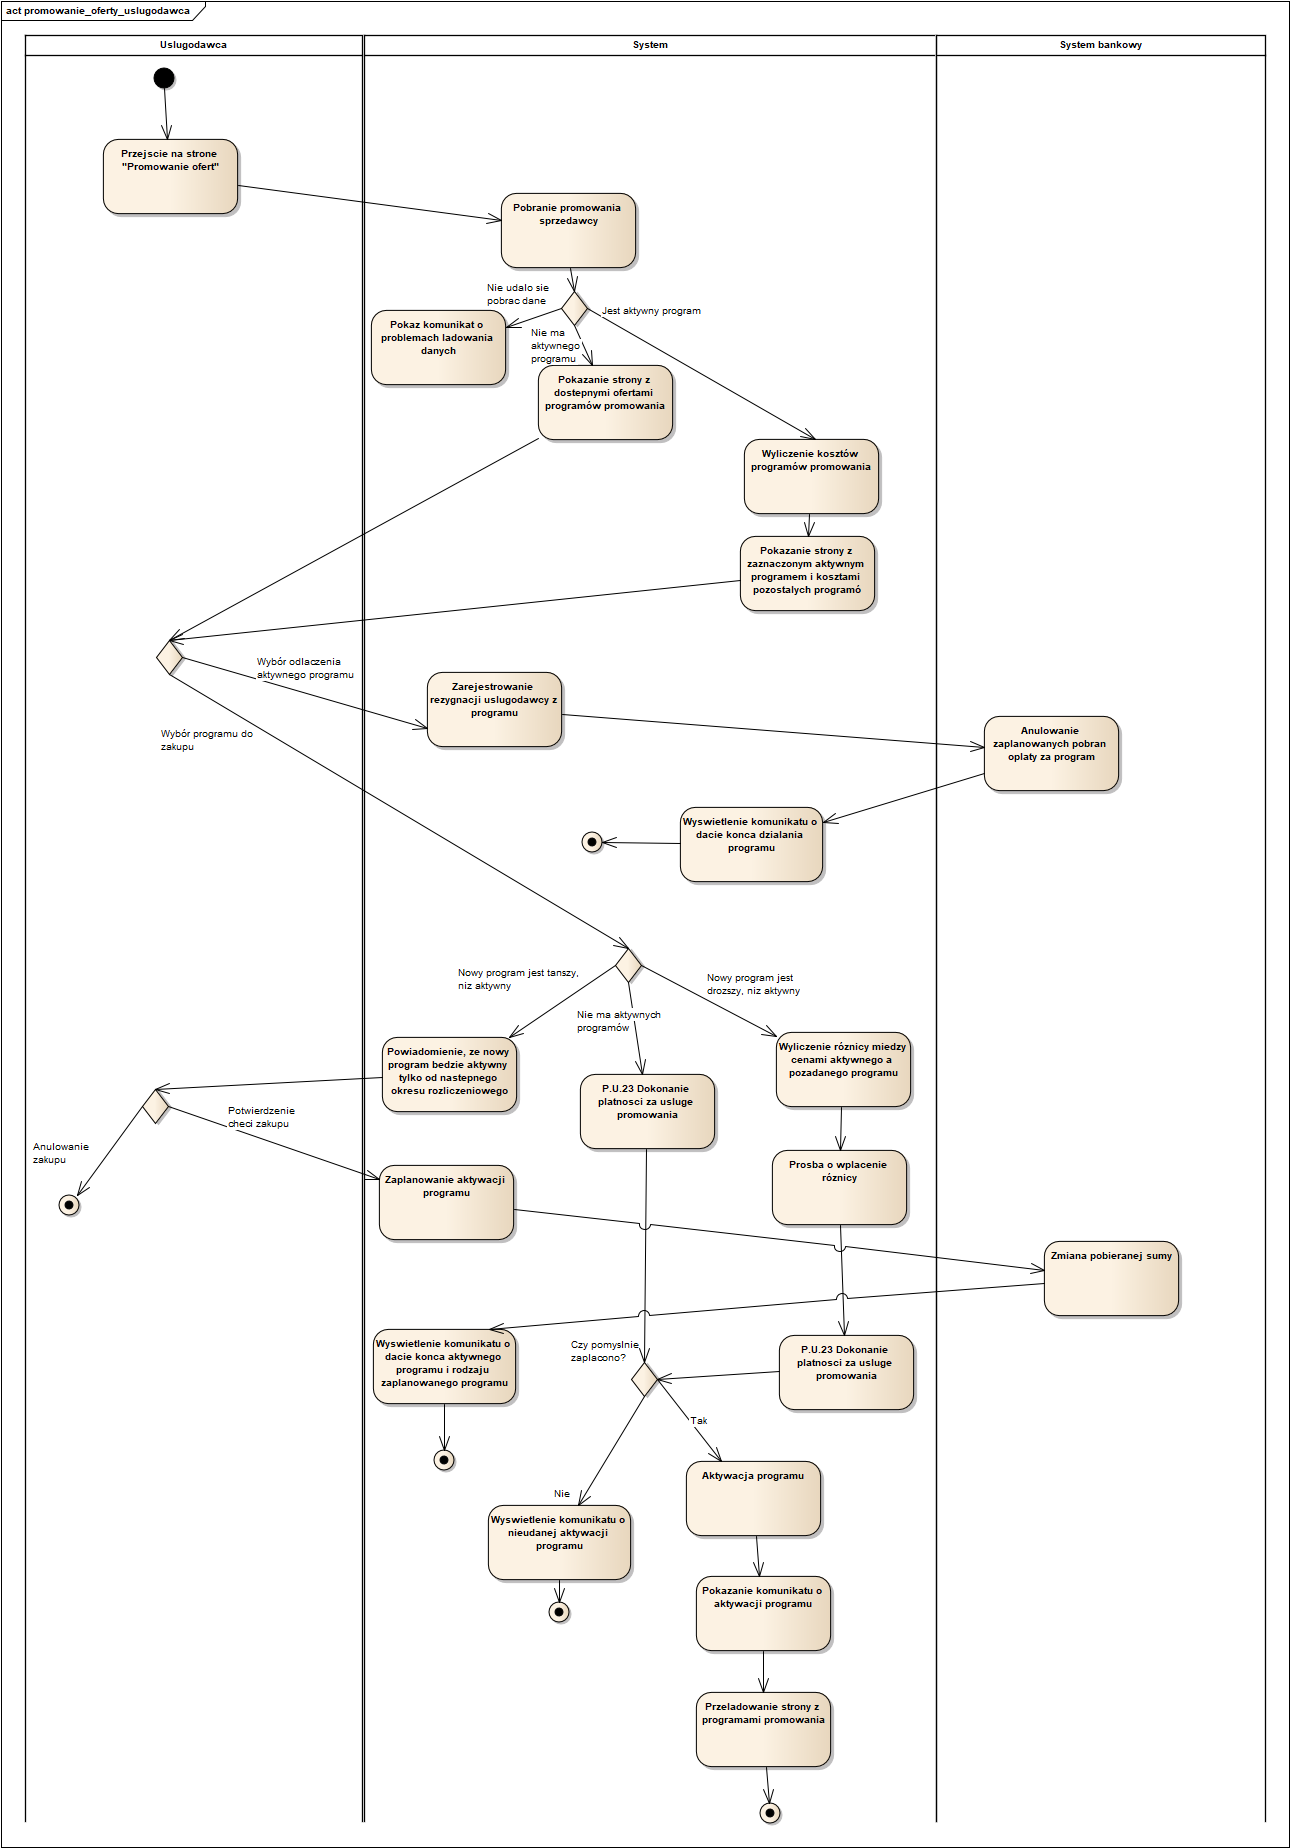 act promowanie_oferty_uslugodawca
Uslugodawca
System
System bankowy
Przejscie na strone
"Promowanie ofert"
Pobranie promowania
sprzedawcy
Nie udalo sie
pobrac dane
Jest aktywny program
Pokaz komunikat o
problemach ladowania
danych
Nie ma
aktywnego
programu
Pokazanie strony z
dostepnymi ofertami
programów promowania
Wyliczenie kosztów
programów promowania
Pokazanie strony z
zaznaczonym aktywnym
programem i kosztami
pozostalych programó
Wybór odlaczenia
aktywnego programu
Zarejestrowanie
rezygnacji uslugodawcy z
programu
Wybór programu do
zakupu
Anulowanie
zaplanowanych pobran
oplaty za program
Wyswietlenie komunikatu o
dacie konca dzialania
programu
Nowy program jest tanszy,
niz aktywny
Nowy program jest
drozszy, niz aktywny
Nie ma aktywnych
programów
Powiadomienie, ze nowy
program bedzie aktywny
tylko od nastepnego
okresu rozliczeniowego
Wyliczenie róznicy miedzy
cenami aktywnego a
pozadanego programu
P.U.23 Dokonanie
platnosci za usluge
promowania
Potwierdzenie
checi zakupu
Anulowanie
zakupu
Zaplanowanie aktywacji
programu
Prosba o wplacenie
róznicy
Zmiana pobieranej sumy
Wyswietlenie komunikatu o
dacie konca aktywnego
programu i rodzaju
zaplanowanego programu
Czy pomyslnie
zaplacono?
P.U.23 Dokonanie
platnosci za usluge
promowania
Tak
Aktywacja programu
Nie
Wyswietlenie komunikatu o
nieudanej aktywacji
programu
Pokazanie komunikatu o
aktywacji programu
Przeladowanie strony z
programami promowania